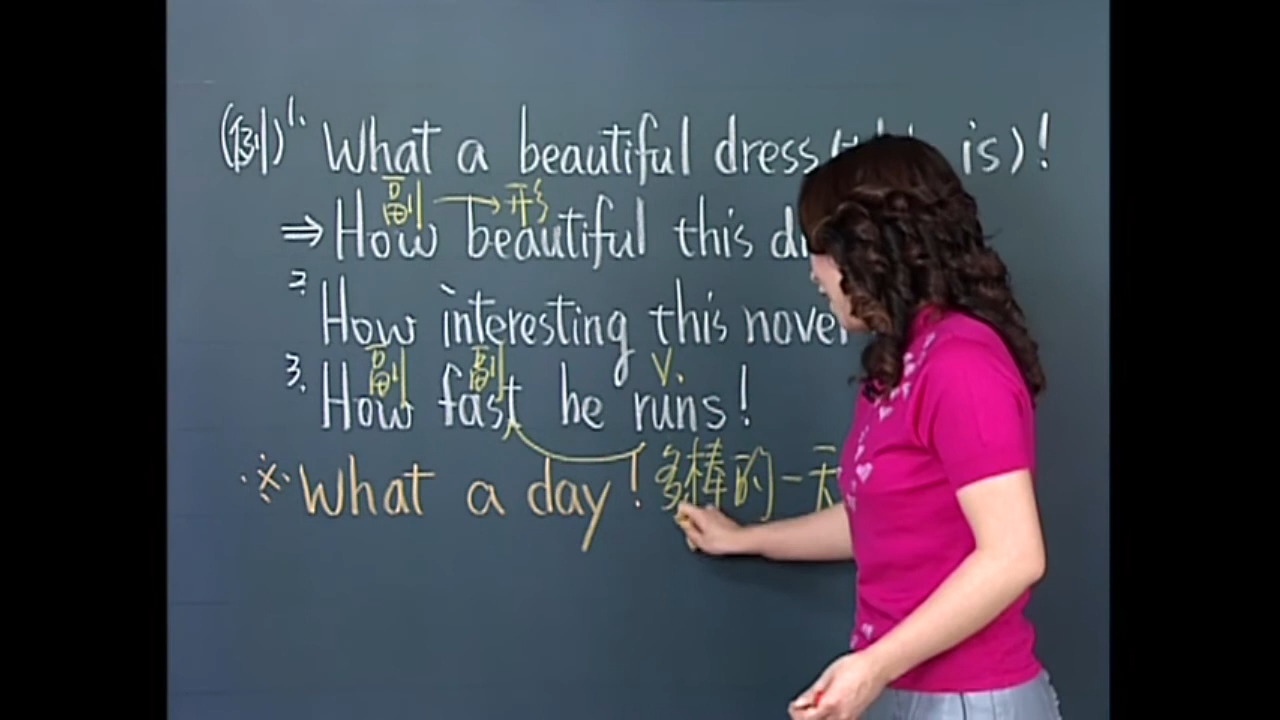 (例) 1. What a beautiful dress ( is)!
副 → 形
⇒ How beautiful this
2. How interesting this novel
副 副 V.
3. How fast he runs!
※ What a day! 多棒的一天